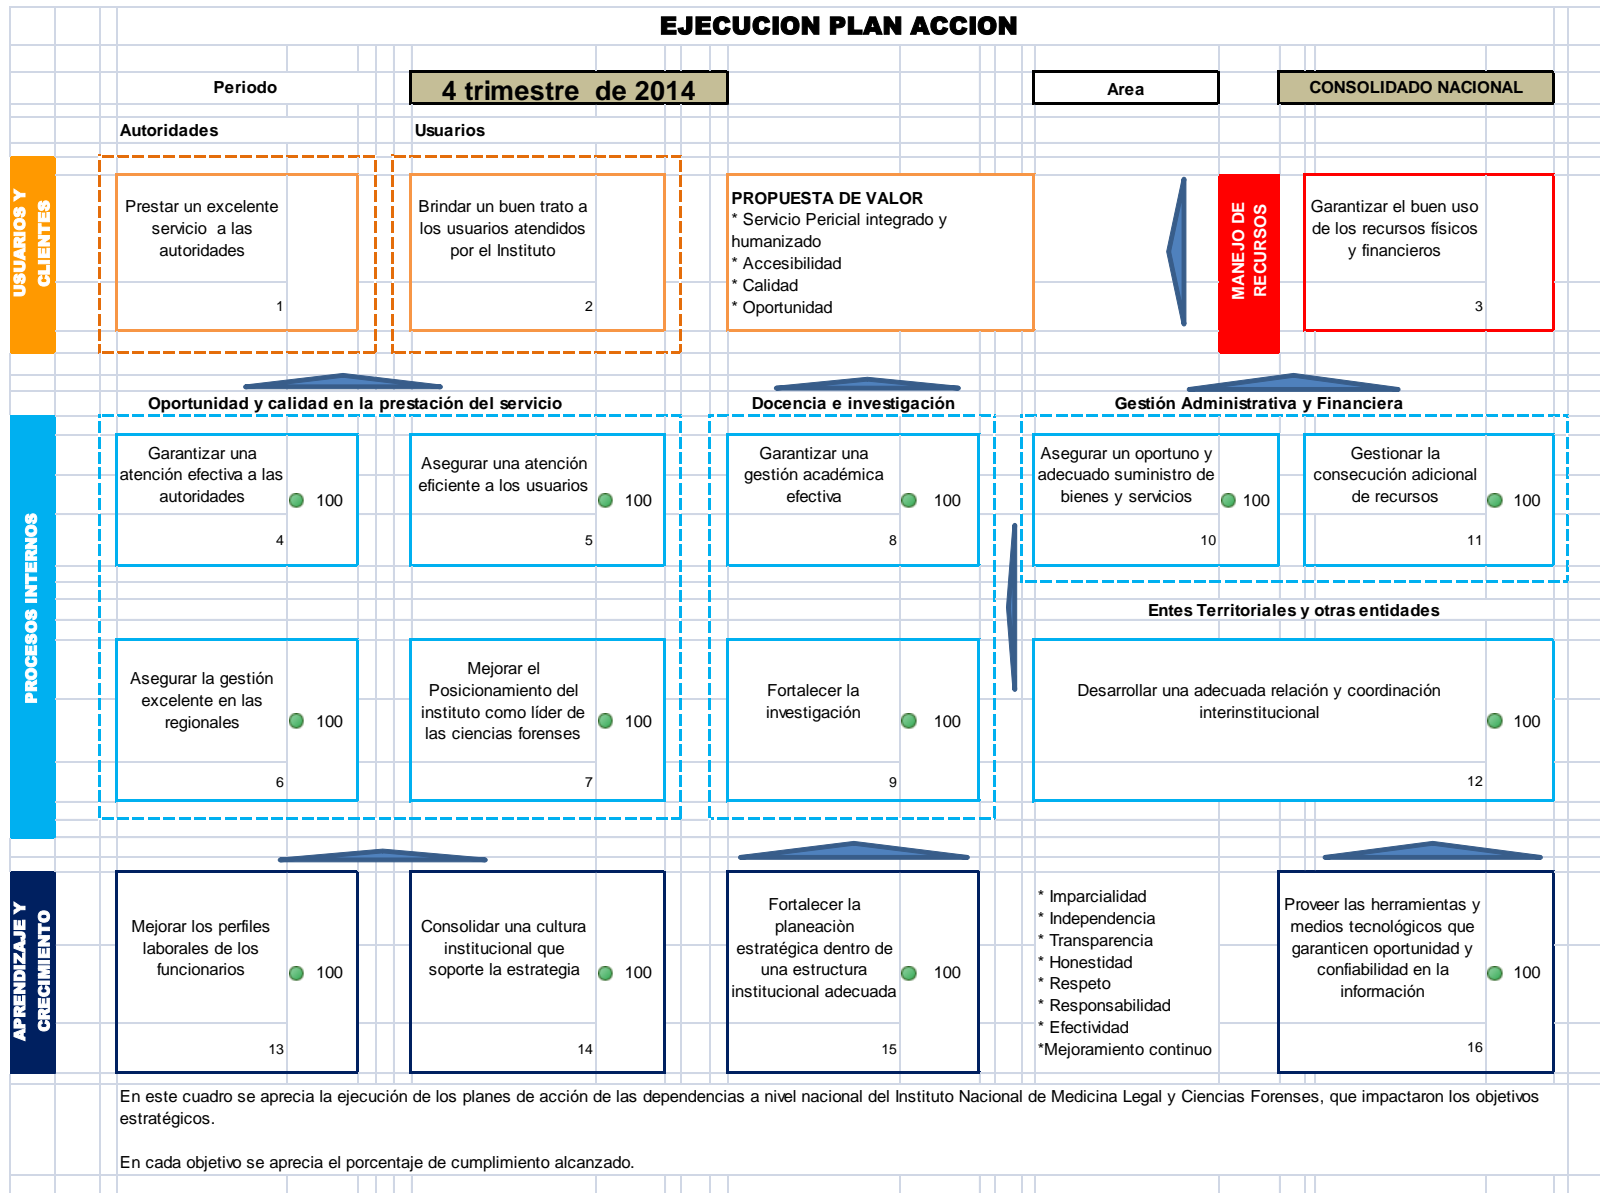 EJECUCION PLAN ACCION
Periodo
4 trimestre de 2014
Area
CONSOLIDADO NACIONAL
Autoridades
Usuarios
USUARIOS Y
CLIENTES
Prestar un excelente
servicio a las
autoridades
1
Brindar un buen trato a
los usuarios atendidos
por el Instituto
2
PROPUESTA DE VALOR
* Servicio Pericial integrado y
humanizado
* Accesibilidad
* Calidad
* Oportunidad
MANEJO DE
RECURSOS
Garantizar el buen uso
de los recursos físicos
y financieros
3
Oportunidad y calidad en la prestación del servicio
Docencia e investigación
Gestión Administrativa y Financiera
PROCESOS INTERNOS
Garantizar una
atención efectiva a las
autoridades
100
4
Asegurar una atención
eficiente a los usuarios
100
5
Garantizar una
gestión académica
efectiva
100
8
Asegurar un oportuno y
adecuado suministro de
bienes y servicios
100
10
Gestionar la
consecución adicional
de recursos
100
11
Entes Territoriales y otras entidades
Asegurar la gestión
excelente en las
regionales
100
6
Mejorar el
Posicionamiento del
instituto como líder de
las ciencias forenses
100
7
Fortalecer la
investigación
100
9
Desarrollar una adecuada relación y coordinación
interinstitucional
100
12
APRENDIZAJE Y
CRECIMIENTO
Mejorar los perfiles
laborales de los
funcionarios
100
13
Consolidar una cultura
institucional que
soporte la estrategia
100
14
Fortalecer la
planeaciòn
estratégica dentro de
una estructura
institucional adecuada
100
15
* Imparcialidad
* Independencia
* Transparencia
* Honestidad
* Respeto
* Responsabilidad
* Efectividad
*Mejoramiento continuo
Proveer las herramientas y
medios tecnológicos que
garanticen oportunidad y
confiabilidad en la
información
100
16
En este cuadro se aprecia la ejecución de los planes de acción de las dependencias a nivel nacional del Instituto Nacional de Medicina Legal y Ciencias Forenses, que impactaron los objetivos
estratégicos.
En cada objetivo se aprecia el porcentaje de cumplimiento alcanzado.